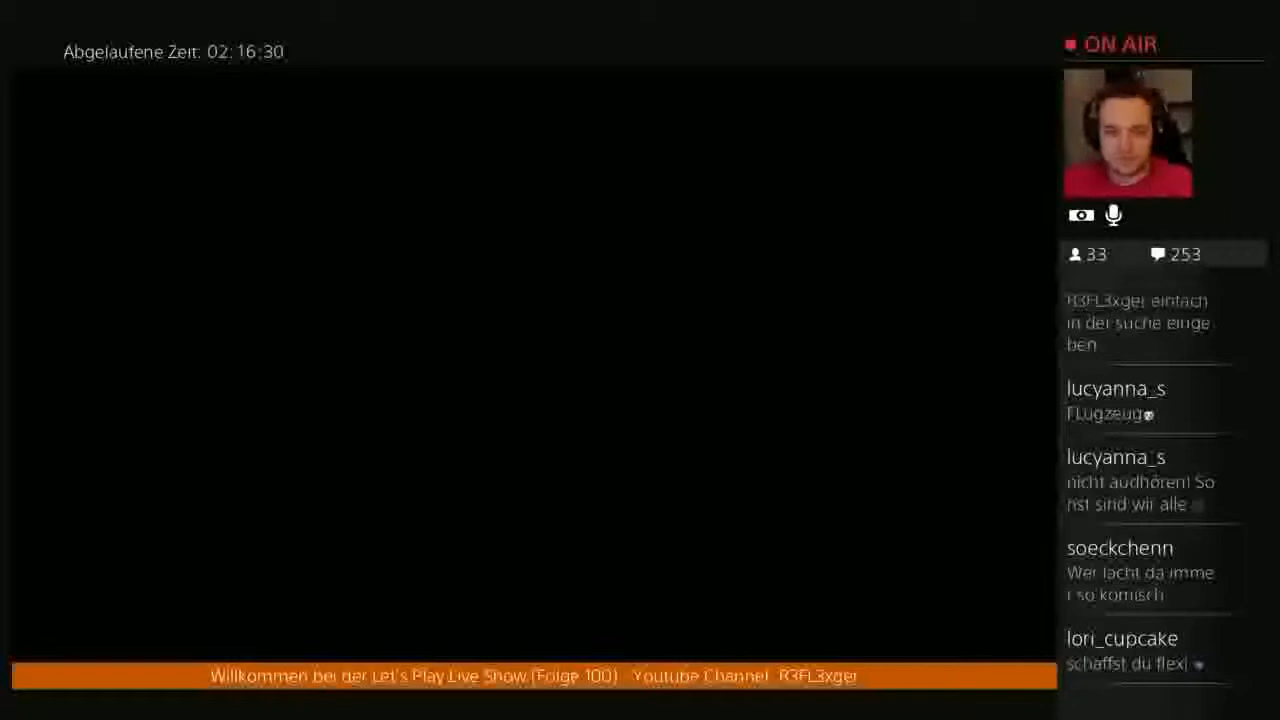 Abgelaufene Zeit: 02:16:30
ON AIR
33 253
R3FL3xger einfach
in der suche einge
ben
lucyanna_s
FLugzeug
lucyanna_s
nicht audhören! So
nst sind wir alle
soeckchenn
Wer lacht da imme
r so komisch
lori_cupcake
schaffst du flexi
Willkommen bei der Let's Play Live Show (Folge 100) - Youtube Channel: R3FL3xger